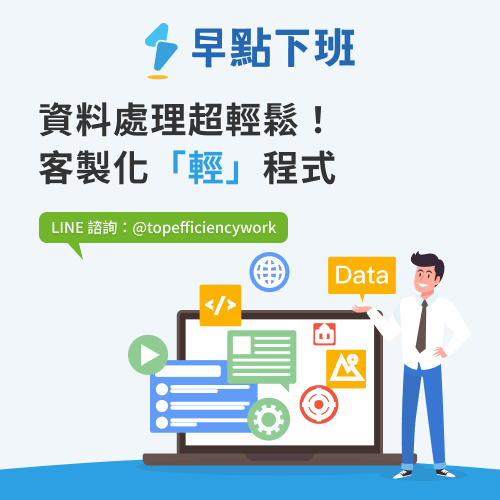 早點下班
資料處理超輕鬆！
客製化「輕」程式
LINE 諮詢：@topefficiencywork
Data
</>